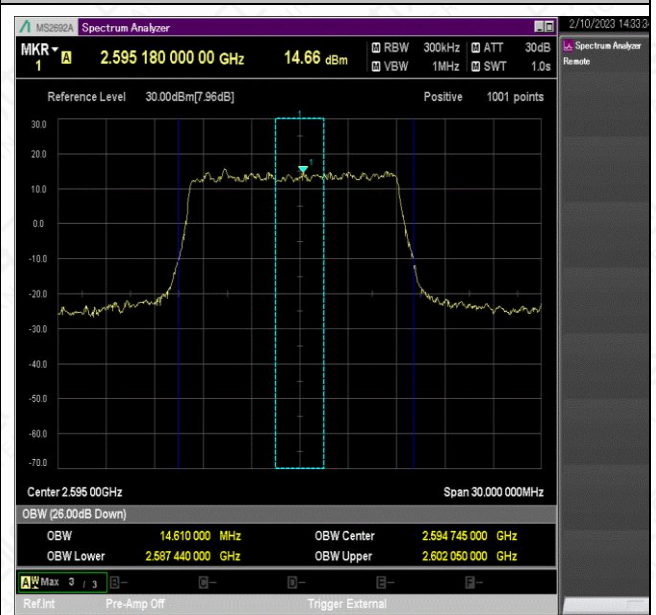 MS2692A Spectrum Analyzer
2/10/2023 14:33:3
MKR 1 A 2.595 180 000 00 GHz 14.66 dBm M RBW 300kHz M ATT 30dB
M VBW 1MHz M SWT 1.0s
Spectrum Analyzer
Remote
Reference Level 30.00dBm[7.96dB] Positive 1001 points
1
30.0
20.0
1
10.0
0.0
-10.0
-20.0
-30.0
-40.0
-50.0
-60.0
-70.0
Center 2.595 00GHz Span 30.000 000MHz
OBW (26.00dB Down)
OBW 14.610 000 MHz OBW Center 2.594 745 000 GHz
OBW Lower 2.587 440 000 GHz OBW Upper 2.602 050 000 GHz
A W Max 3 / 3 B- C- D- E- F-
Ref.Int Pre-Amp Off Trigger External